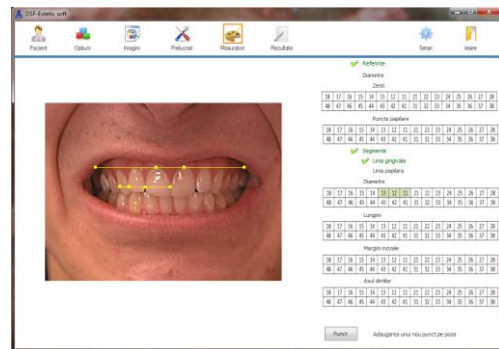 DSF-Estetic soft
Pacient Optiuni Imagini Prelucrari Masuratori Rezultate Setari Iesire
Referinte
Diametre
Zenit
18 17 16 15 14 13 12 11 21 22 23 24 25 26 27 28
48 47 46 45 44 43 42 41 31 32 33 34 35 36 37 38
Puncte papilare
18 17 16 15 14 13 12 11 21 22 23 24 25 26 27 28
48 47 46 45 44 43 42 41 31 32 33 34 35 36 37 38
Segmente
Linia gingivale
Linia papilara
Diametre
18 17 16 15 14 13 12 11 21 22 23 24 25 26 27 28
48 47 46 45 44 43 42 41 31 32 33 34 35 36 37 38
Lungimi
18 17 16 15 14 13 12 11 21 22 23 24 25 26 27 28
48 47 46 45 44 43 42 41 31 32 33 34 35 36 37 38
Margini incizale
18 17 16 15 14 13 12 11 21 22 23 24 25 26 27 28
48 47 46 45 44 43 42 41 31 32 33 34 35 36 37 38
Axul dintilor
18 17 16 15 14 13 12 11 21 22 23 24 25 26 27 28
48 47 46 45 44 43 42 41 31 32 33 34 35 36 37 38
Punct Adaugarea unui nou punct pe poza